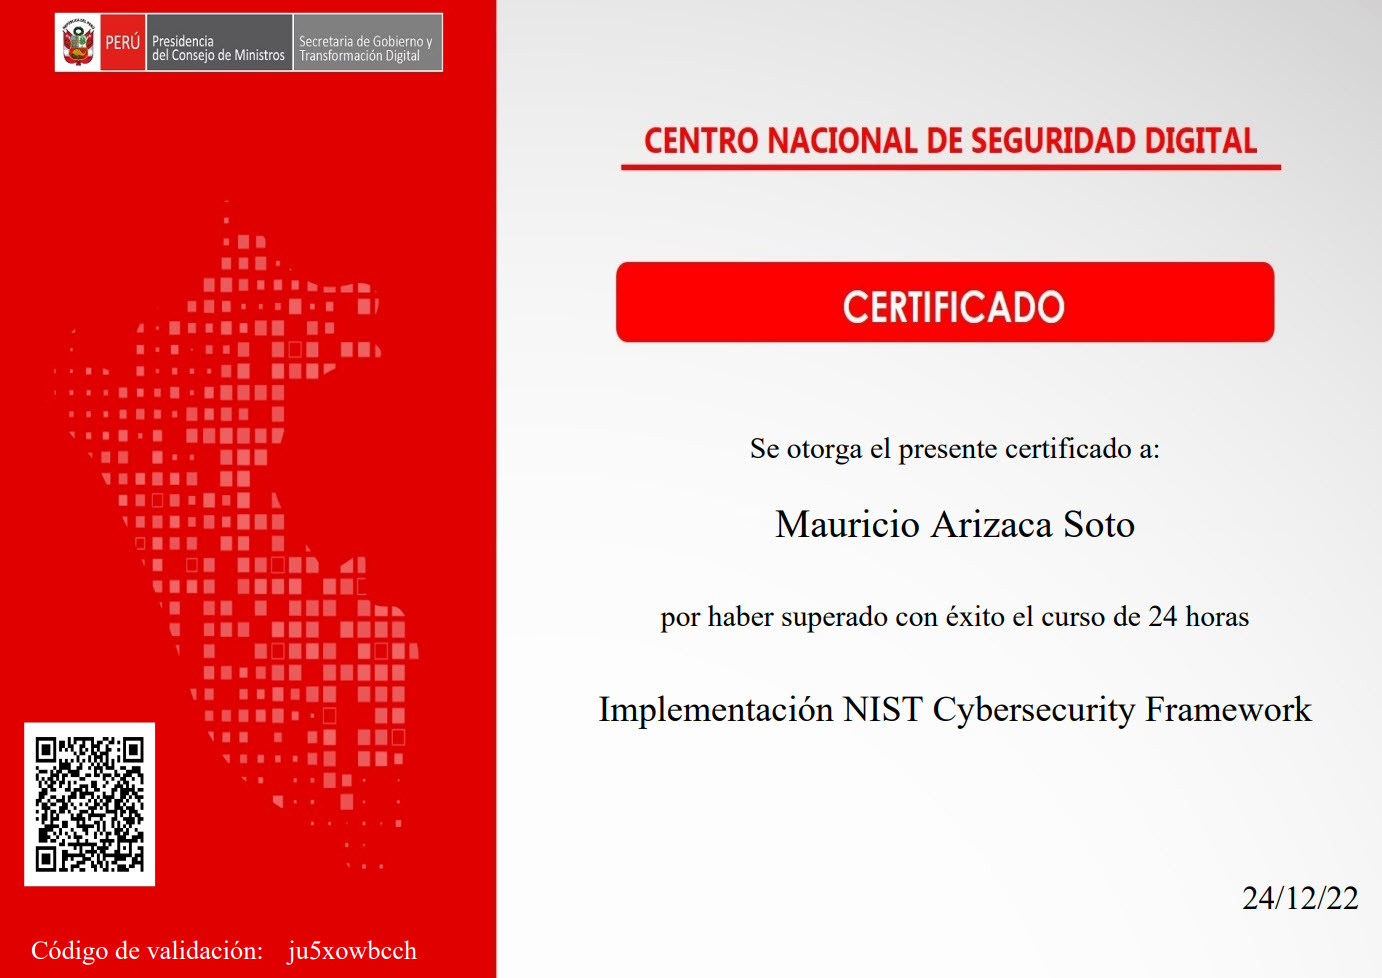 PERÚ
Presidencia
del Consejo de Ministros
Secretaria de Gobierno y
Transformación Digital
CENTRO NACIONAL DE SEGURIDAD DIGITAL
CERTIFICADO
Se otorga el presente certificado a:
Mauricio Arizaca Soto
por haber superado con éxito el curso de 24 horas
Implementación NIST Cybersecurity Framework
24/12/22
Código de validación: ju5xowbcch